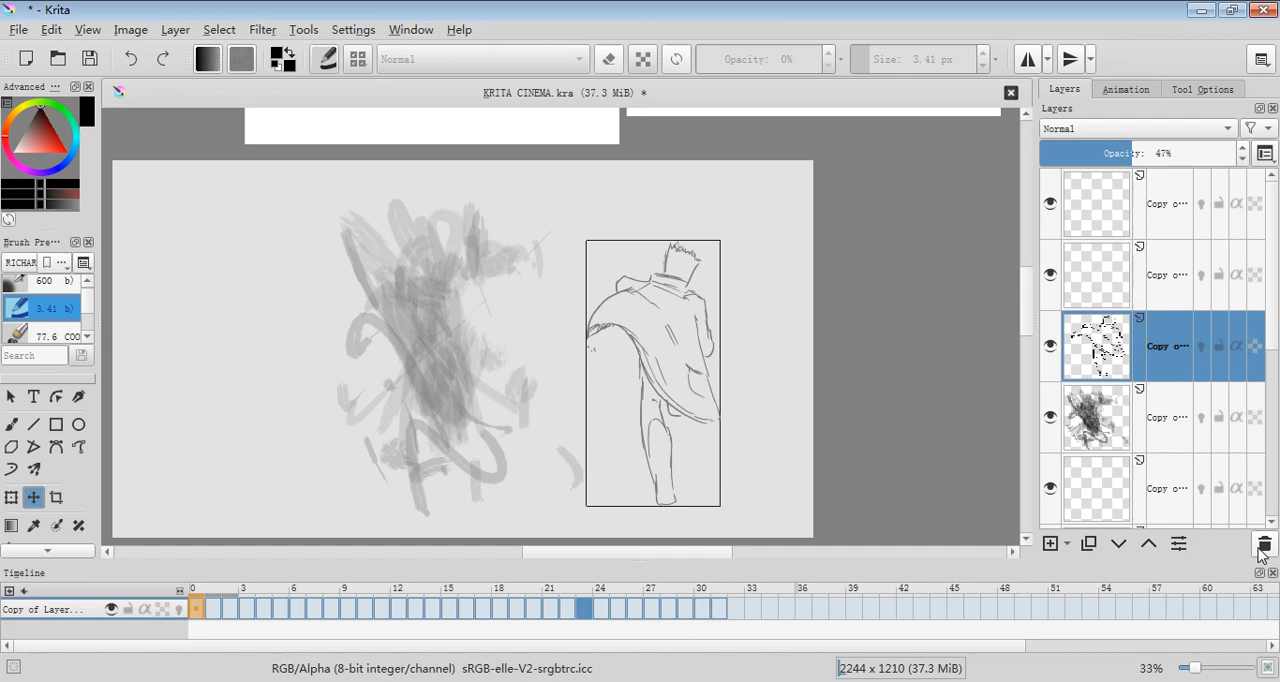 * - Krita
File Edit View Image Layer Select Filter Tools Settings Window Help
Normal
Opacity: 0%
Size: 3.41 px
Advanced ...
KRITA CINEMA.kra (37.3 MiB) *
Layers Animation Tool Options
Layers
Normal
Opacity: 47%
Copy o...
Copy o...
Copy o...
Copy o...
Copy o...
Brush Pre...
RICHAR
...
600 b)
3.41 b)
77.6 COO
Search
Timeline
0 3 6 9 12 15 18 21 24 27 30 33 36 39 42 45 48 51 54 57 60 63
Copy of Layer...
RGB/Alpha (8-bit integer/channel) sRGB-elle-V2-srgbtrc.icc
2244 x 1210 (37.3 MiB)
33%